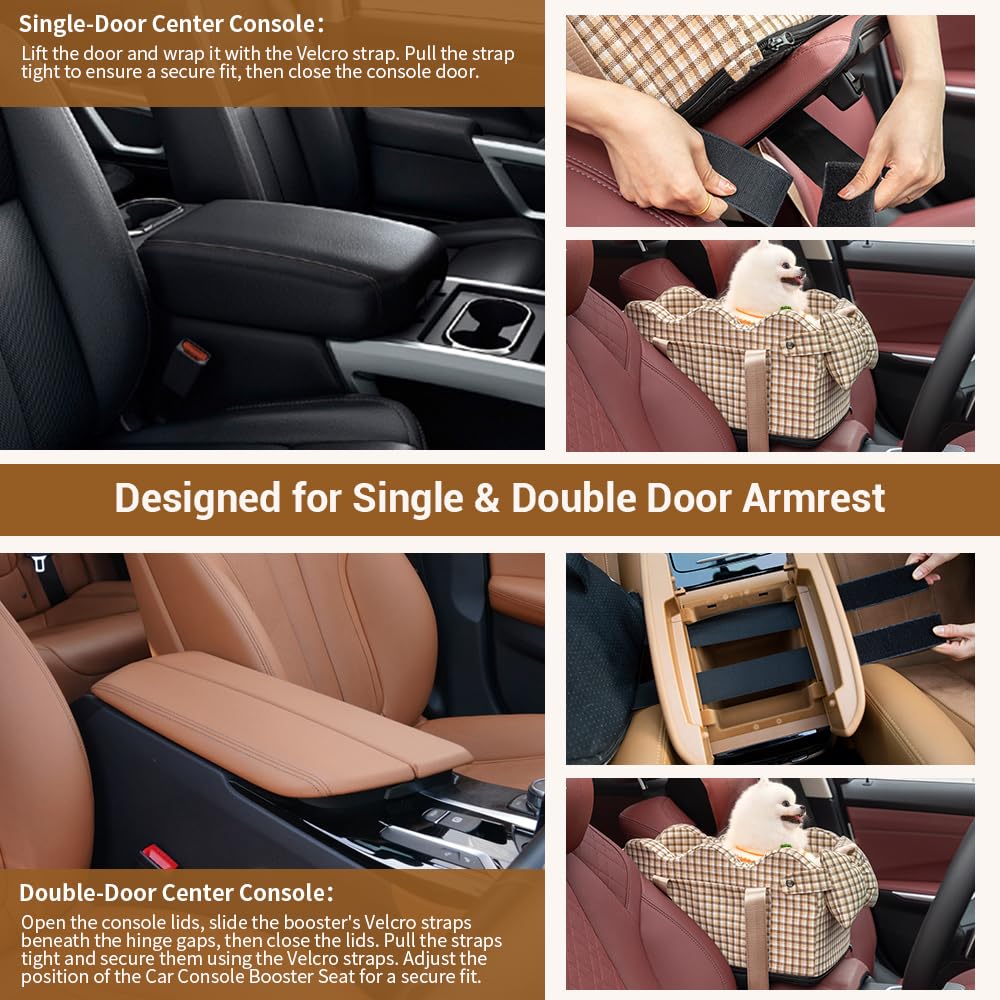 Single-Door Center Console：
Lift the door and wrap it with the Velcro strap. Pull the strap
tight to ensure a secure fit, then close the console door.
Designed for Single & Double Door Armrest
Double-Door Center Console：
Open the console lids, slide the booster's Velcro straps
beneath the hinge gaps, then close the lids. Pull the straps
tight and secure them using the Velcro straps. Adjust the
position of the Car Console Booster Seat for a secure fit.